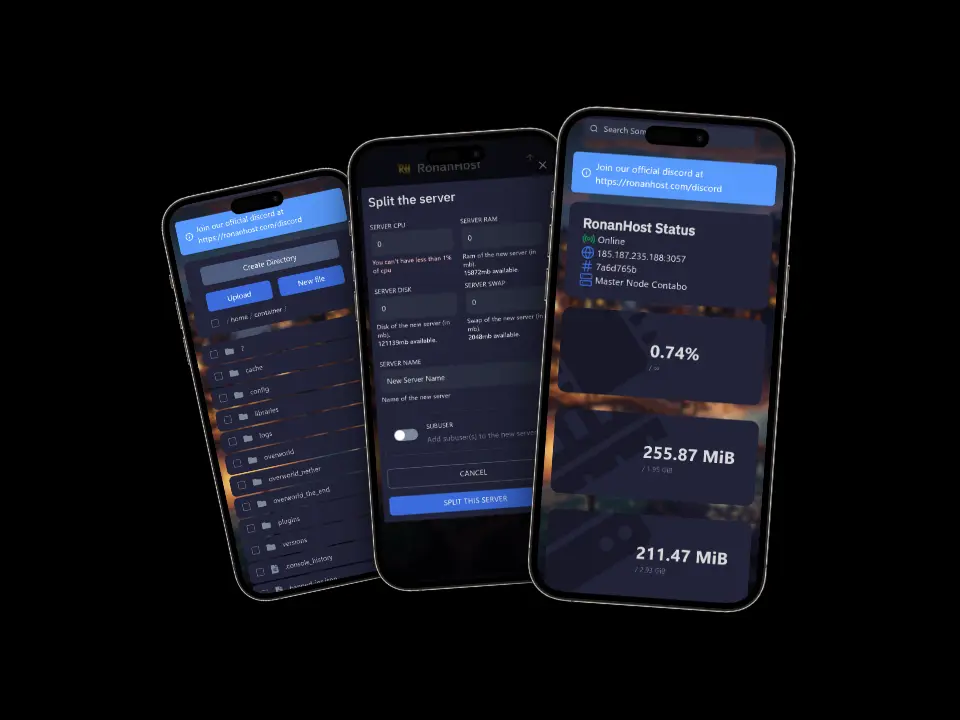 Join our official discord at
https://ronanhost.com/discord
Create Directory
Upload
New file
/ home / container /
?
cache
config
libraries
logs
overworld
overworld_nether
overworld_the_end
plugins
versions
.console_history
RonanHost
Split the server
SERVER CPU
SERVER RAM
0
0
You can't have less than 1%
of cpu
Ram of the new server (in
mb).
15872mb available.
SERVER DISK
SERVER SWAP
0
0
Disk of the new server (in
mb).
121139mb available.
Swap of the new server (in
mb).
2048mb available.
SERVER NAME
New Server Name
Name of the new server
SUBUSER
Add subuser(s) to the new server
CANCEL
SPLIT THIS SERVER
Search Som
Join our official discord at
https://ronanhost.com/discord
RonanHost Status
Online
185.187.235.188:3057
7a6d765b
Master Node Contabo
0.74%
/ ∞
255.87 MiB
/ 1.95 GiB
211.47 MiB
/ 2.93 GiB